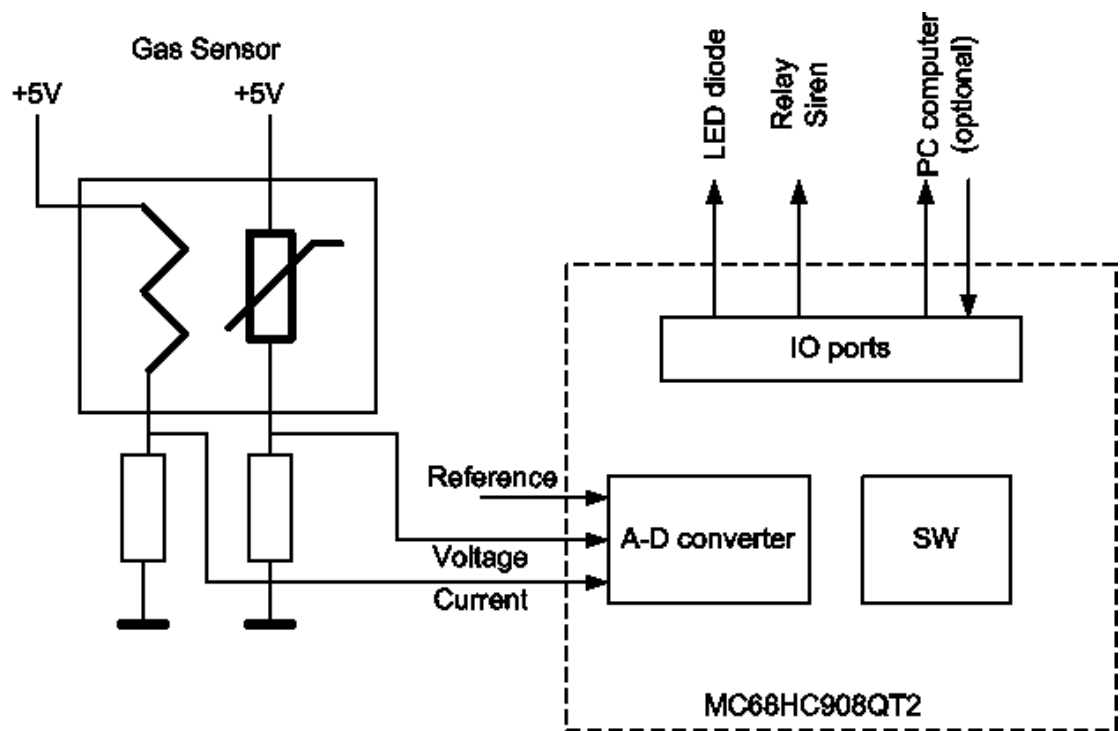 Gas Sensor
+5V
+5V
LED diode
Relay
Siren
PC computer
(optional)
IO ports
Reference
Voltage
Current
A-D converter
SW
MC68HC908QT2